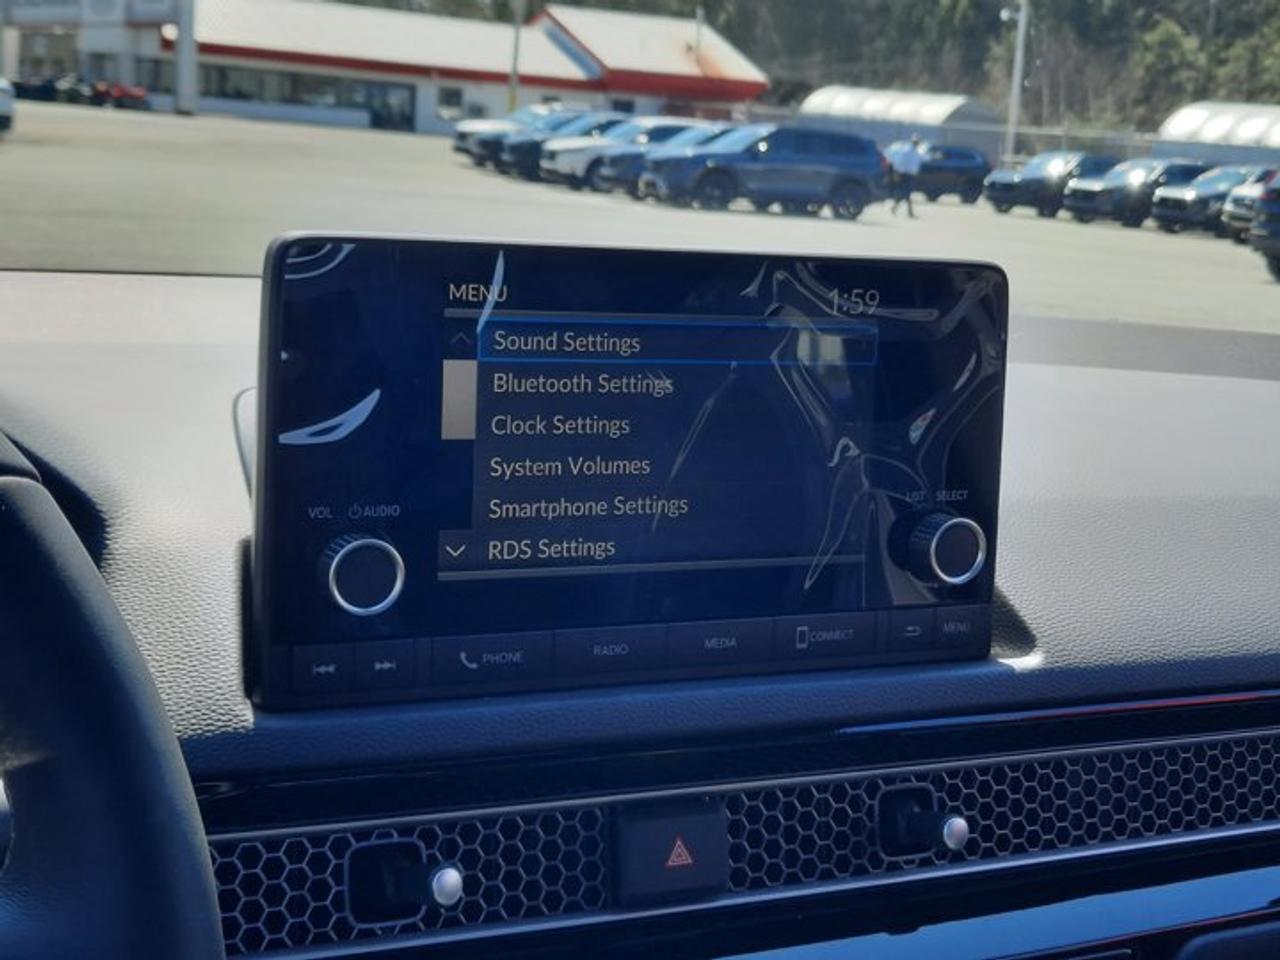 MENU
1:59
Sound Settings
Bluetooth Settings
Clock Settings
System Volumes
Smartphone Settings
RDS Settings
VOL AUDIO
LIST SELECT
PHONE
RADIO
MEDIA
CONNECT
MENU